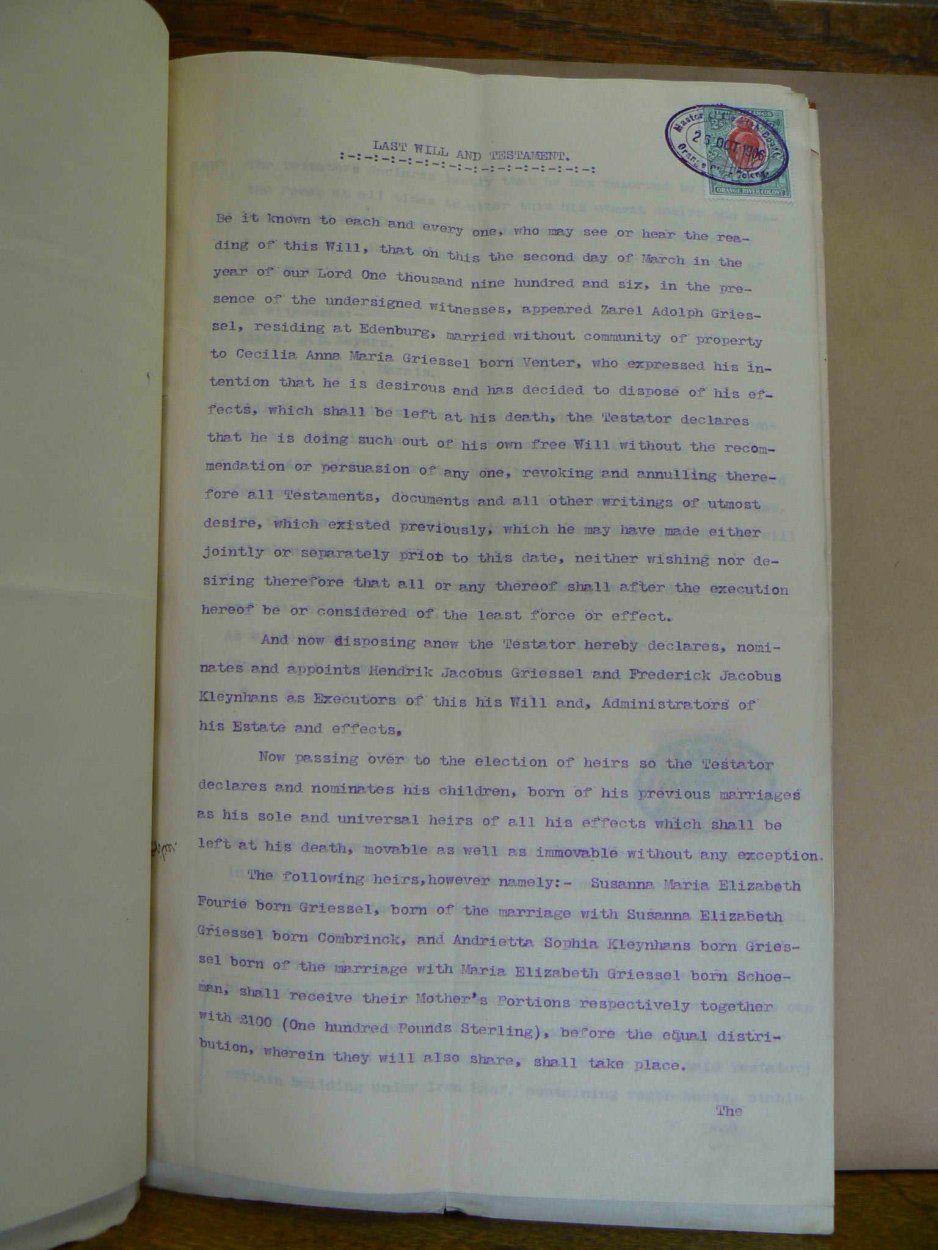 LAST WILL AND TESTAMENT.
:-:-:-:-:-:-:-:-:-:-:-:-:-:-:-:-:
26 OCT 1906
ORANGE RIVER COLONY
Be it known to each and every one, who may see or hear the rea-
ding of this Will, that on this the second day of March in the
year of our Lord One thousand nine hundred and six, in the pre-
sence of the undersigned witnesses, appeared Zarel Adolph Gries-
sel, residing at Edenburg, married without community of property
to Cecilia Anna Maria Griessel born Venter, who expressed his in-
tention that he is desirous and has decided to dispose of his ef-
fects, which shall be left at his death, the Testator declares
that he is doing such out of his own free Will without the recom-
mendation or persuasion of any one, revoking and annulling there-
fore all Testaments, documents and all other writings of utmost
desire, which existed previously, which he may have made either
jointly or separately prior to this date, neither wishing nor de-
siring therefore that all or any thereof shall after the execution
hereof be or considered of the least force or effect.
And now disposing anew the Testator hereby declares, nomi-
nates and appoints Hendrik Jacobus Griessel and Frederick Jacobus
Kleynhans as Executors of this his Will and, Administrators of
his Estate and effects.
Now passing over to the election of heirs so the Testator
declares and nominates his children, born of his previous marriages
as his sole and universal heirs of all his effects which shall be
left at his death, movable as well as immovable without any exception.
The following heirs,however namely:- Susanna Maria Elizabeth
Fourie born Griessel, born of the marriage with Susanna Elizabeth
Griessel born Combrinck, and Andrietta Sophia Kleynhans born Gries-
sel born of the marriage with Maria Elizabeth Griessel born Schoe-
man, shall receive their Mother's Portions respectively together
with £100 (One hundred Pounds Sterling), before the equal distri-
bution, wherein they will also share, shall take place.
The